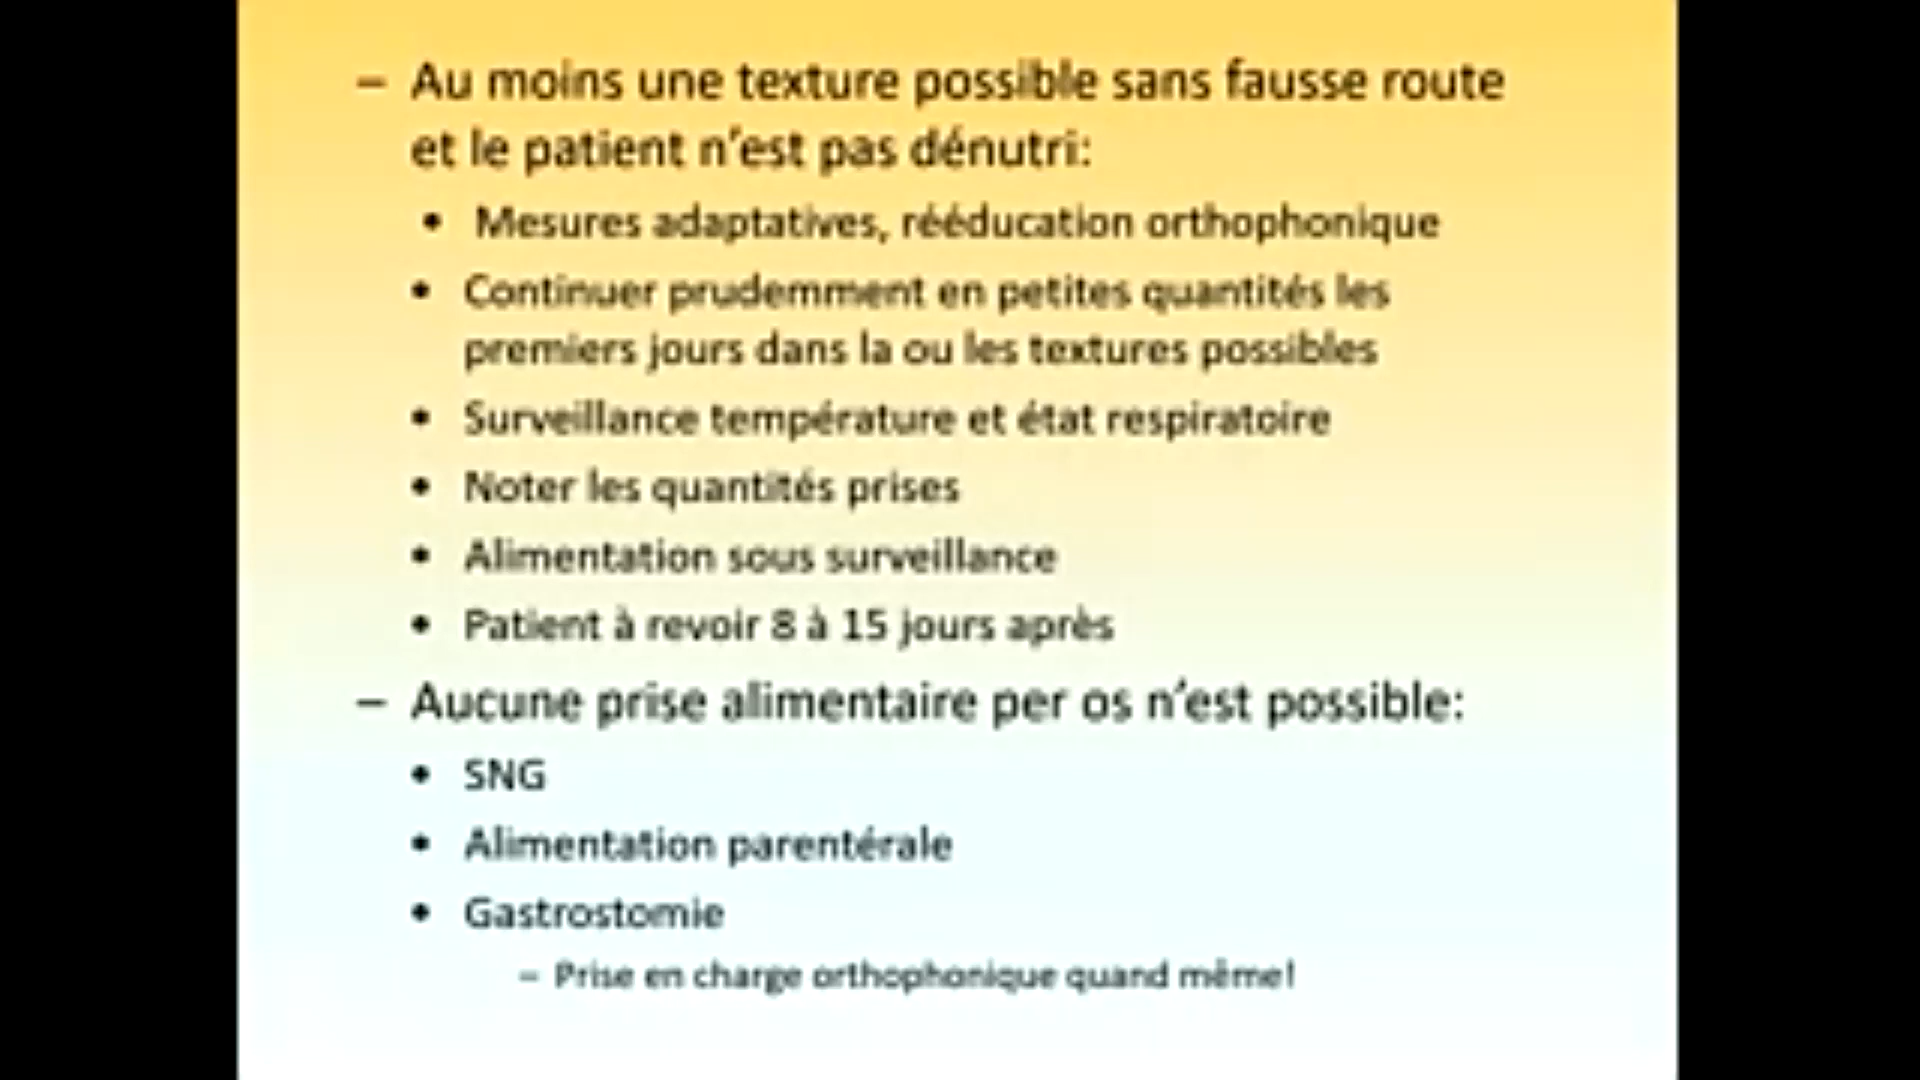 – Au moins une texture possible sans fausse route
et le patient n'est pas dénutri:
• Mesures adaptatives, rééducation orthophonique
• Continuer prudemment en petites quantités les
premiers jours dans la ou les textures possibles
• Surveillance température et état respiratoire
• Noter les quantités prises
• Alimentation sous surveillance
• Patient à revoir 8 à 15 jours après
– Aucune prise alimentaire per os n'est possible:
• SNG
• Alimentation parentérale
• Gastrostomie
– Prise en charge orthophonique quand même!